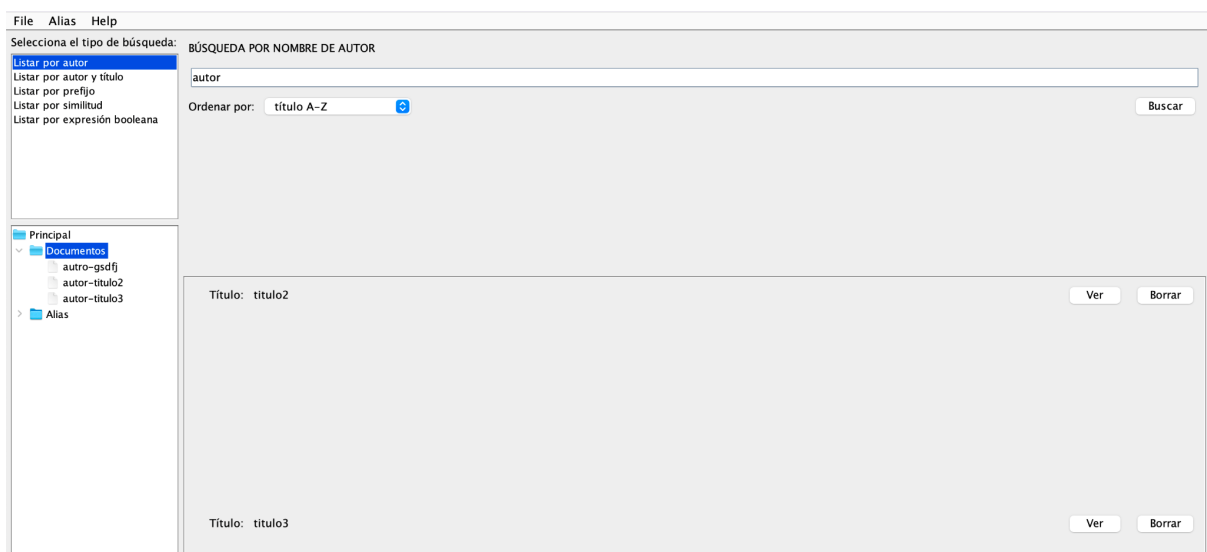 File Alias Help
Selecciona el tipo de búsqueda:
Listar por autor
Listar por autor y título
Listar por prefijo
Listar por similitud
Listar por expresión booleana
BÚSQUEDA POR NOMBRE DE AUTOR
autor
Ordenar por: título A-Z Buscar
Principal
Documentos
autro-gsdfj
autor-titulo2
autor-titulo3
Alias
Título: titulo2 Ver Borrar
Título: titulo3 Ver Borrar